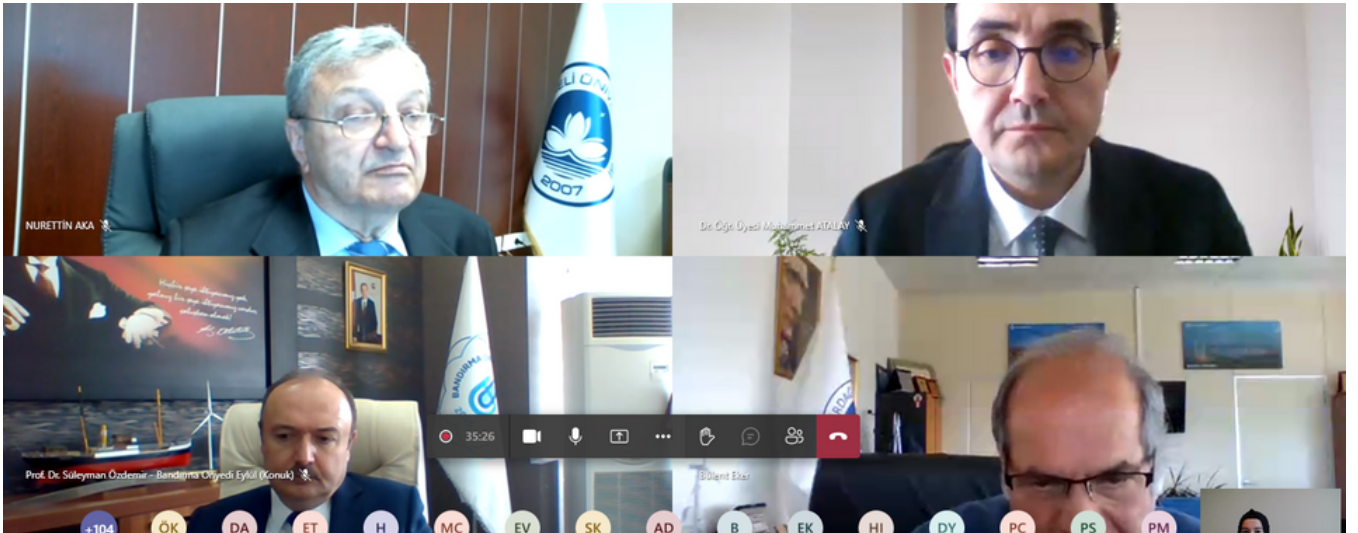 2007
NURETTİN AKA
Dr. Öğr. Üyesi Muhammet ATALAY
BANDIRMA
35:26
Prof. Dr. Süleyman Özdemir - Bandırma Onyedi Eylül (Konuk)
Bülent Eker
+104 ÖK DA ET H MC EV SK AD B EK HI DY PC PS PM